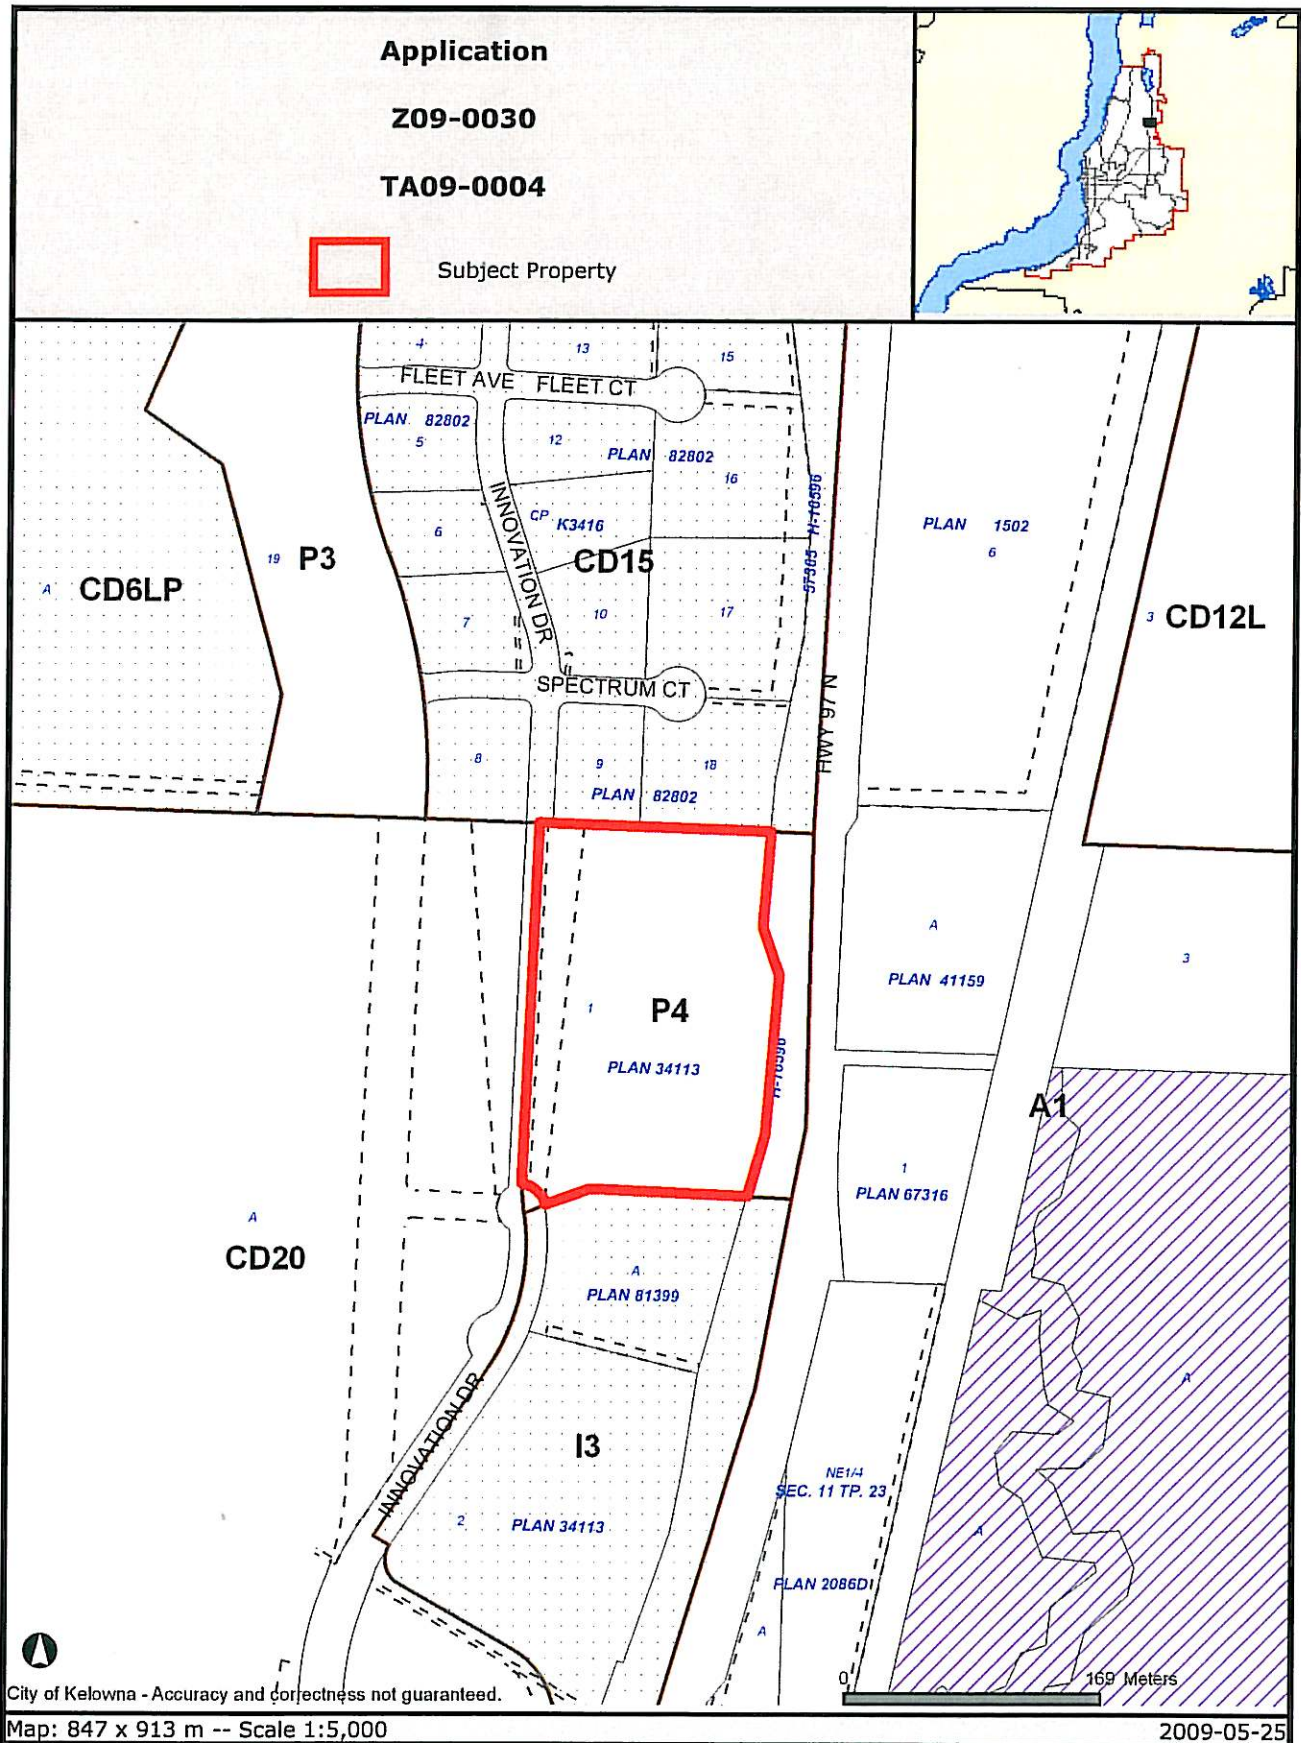 Application
Z09-0030
TA09-0004
Subject Property
4
13
15
FLEET AVE
FLEET CT
PLAN 82802
5
12
PLAN 82802
16
CP K3416
6
INNOVATION DR
CD15
19
P3
A
CD6LP
7
10
17
57305 H-10596
PLAN 1502
6
3
CD12L
SPECTRUM CT
HWY 97 N
8
9
18
PLAN 82802
1
P4
PLAN 34113
H-10596
A
PLAN 41159
3
A1
1
PLAN 67316
A
CD20
A
PLAN 81399
INNOVATION DR
I3
2
PLAN 34113
A
NE1/4
SEC. 11 TP. 23
A
PLAN 2086D
A
0
169 Meters
City of Kelowna - Accuracy and correctness not guaranteed.
Map: 847 x 913 m -- Scale 1:5,000
2009-05-25